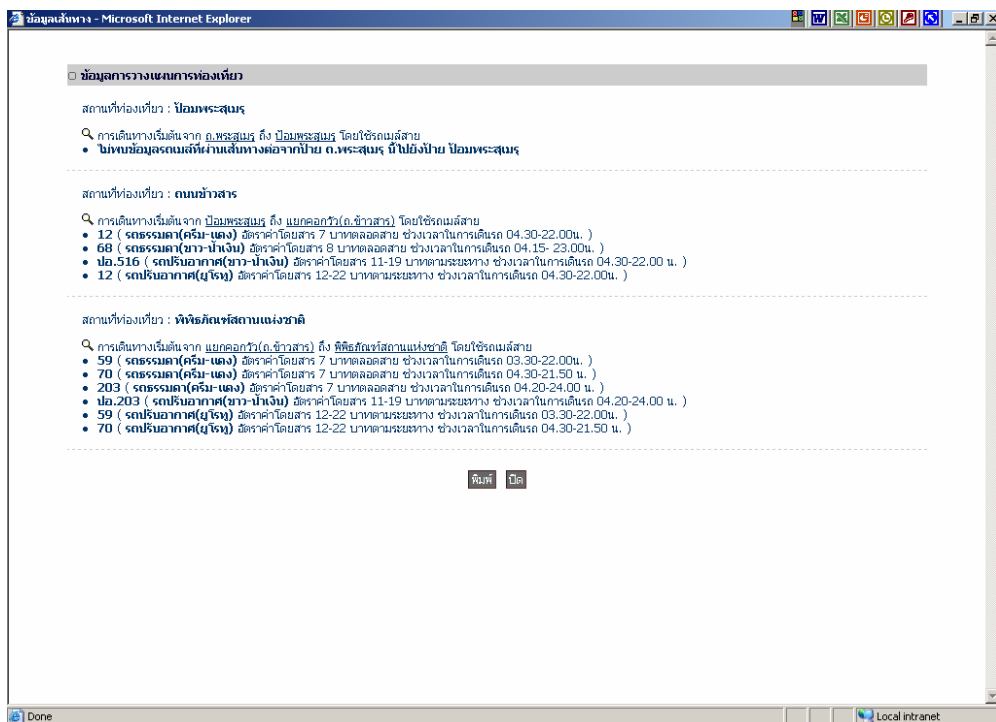 ข้อมูลเส้นทาง - Microsoft Internet Explorer
ข้อมูลการวางแผนการท่องเที่ยว
สถานที่ท่องเที่ยว : ป้อมพระสุเมรุ
การเดินทางเริ่มต้นจาก ถ.พระสุเมรุ ถึง ป้อมพระสุเมรุ โดยใช้รถเมล์สาย
• ไม่พบข้อมูลรถเมล์ที่ผ่านเส้นทางต่อจากป้าย ถ.พระสุเมรุ นี้ไปยังป้าย ป้อมพระสุเมรุ
สถานที่ท่องเที่ยว : ถนนข้าวสาร
การเดินทางเริ่มต้นจาก ป้อมพระสุเมรุ ถึง แยกคอกวัว(ถ.ข้าวสาร) โดยใช้รถเมล์สาย
• 12 ( รถธรรมดา(ครีม-แดง) อัตราค่าโดยสาร 7 บาทตลอดสาย ช่วงเวลาในการเดินรถ 04.30-22.00น. )
• 68 ( รถธรรมดา(ขาว-น้ำเงิน) อัตราค่าโดยสาร 8 บาทตลอดสาย ช่วงเวลาในการเดินรถ 04.15- 23.00น. )
• ปอ.516 ( รถปรับอากาศ(ขาว-น้ำเงิน) อัตราค่าโดยสาร 11-19 บาทตามระยะทาง ช่วงเวลาในการเดินรถ 04.30-22.00 น. )
• 12 ( รถปรับอากาศ(ยูโรทู) อัตราค่าโดยสาร 12-22 บาทตามระยะทาง ช่วงเวลาในการเดินรถ 04.30-22.00น. )
สถานที่ท่องเที่ยว : พิพิธภัณฑ์สถานแห่งชาติ
การเดินทางเริ่มต้นจาก แยกคอกวัว(ถ.ข้าวสาร) ถึง พิพิธภัณฑ์สถานแห่งชาติ โดยใช้รถเมล์สาย
• 59 ( รถธรรมดา(ครีม-แดง) อัตราค่าโดยสาร 7 บาทตลอดสาย ช่วงเวลาในการเดินรถ 03.30-22.00น. )
• 70 ( รถธรรมดา(ครีม-แดง) อัตราค่าโดยสาร 7 บาทตลอดสาย ช่วงเวลาในการเดินรถ 04.30-21.50 น. )
• 203 ( รถธรรมดา(ครีม-แดง) อัตราค่าโดยสาร 7 บาทตลอดสาย ช่วงเวลาในการเดินรถ 04.20-24.00 น. )
• ปอ.203 ( รถปรับอากาศ(ขาว-น้ำเงิน) อัตราค่าโดยสาร 11-19 บาทตามระยะทาง ช่วงเวลาในการเดินรถ 04.20-24.00 น. )
• 59 ( รถปรับอากาศ(ยูโรทู) อัตราค่าโดยสาร 12-22 บาทตามระยะทาง ช่วงเวลาในการเดินรถ 03.30-22.00น. )
• 70 ( รถปรับอากาศ(ยูโรทู) อัตราค่าโดยสาร 12-22 บาทตามระยะทาง ช่วงเวลาในการเดินรถ 04.30-21.50 น. )
พิมพ์ ปิด
Done Local intranet